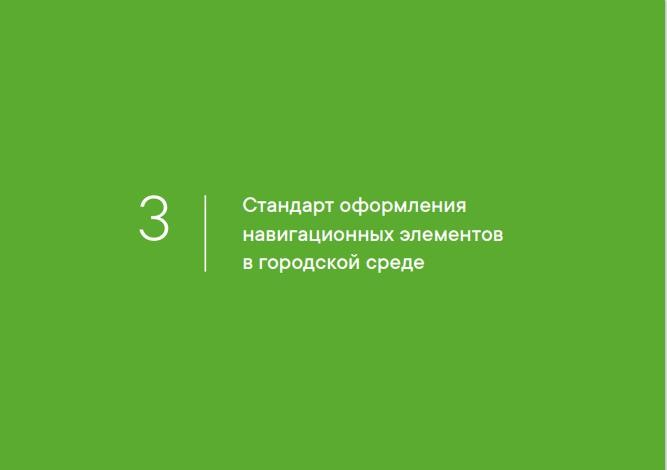 3
Стандарт оформления
навигационных элементов
в городской среде